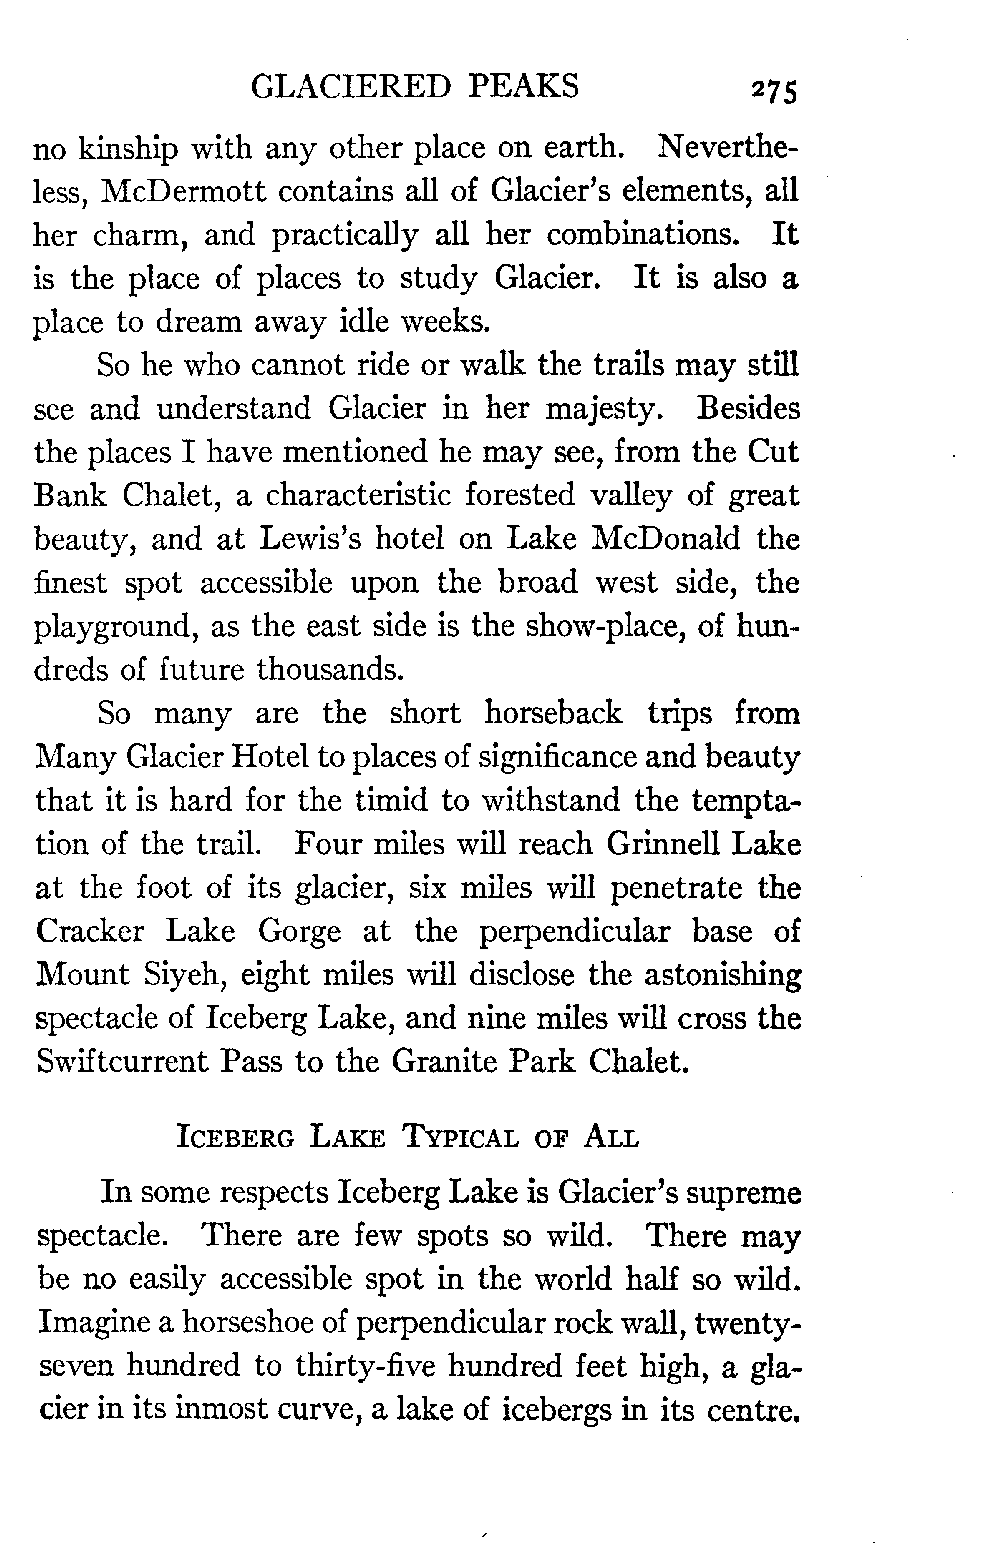 GLACIERED PEAKS 275
no kinship with any other place on earth. Neverthe-
less, McDermott contains all of Glacier's elements, all
her charm, and practically all her combinations. It
is the place of places to study Glacier. It is also a
place to dream away idle weeks.
So he who cannot ride or walk the trails may still
see and understand Glacier in her majesty. Besides
the places I have mentioned he may see, from the Cut
Bank Chalet, a characteristic forested valley of great
beauty, and at Lewis's hotel on Lake McDonald the
finest spot accessible upon the broad west side, the
playground, as the east side is the show-place, of hun-
dreds of future thousands.
So many are the short horseback trips from
Many Glacier Hotel to places of significance and beauty
that it is hard for the timid to withstand the tempta-
tion of the trail. Four miles will reach Grinnell Lake
at the foot of its glacier, six miles will penetrate the
Cracker Lake Gorge at the perpendicular base of
Mount Siyeh, eight miles will disclose the astonishing
spectacle of Iceberg Lake, and nine miles will cross the
Swiftcurrent Pass to the Granite Park Chalet.
ICEBERG LAKE TYPICAL OF ALL
In some respects Iceberg Lake is Glacier's supreme
spectacle. There are few spots so wild. There may
be no easily accessible spot in the world half so wild.
Imagine a horseshoe of perpendicular rock wall, twenty-
seven hundred to thirty-five hundred feet high, a gla-
cier in its inmost curve, a lake of icebergs in its centre.